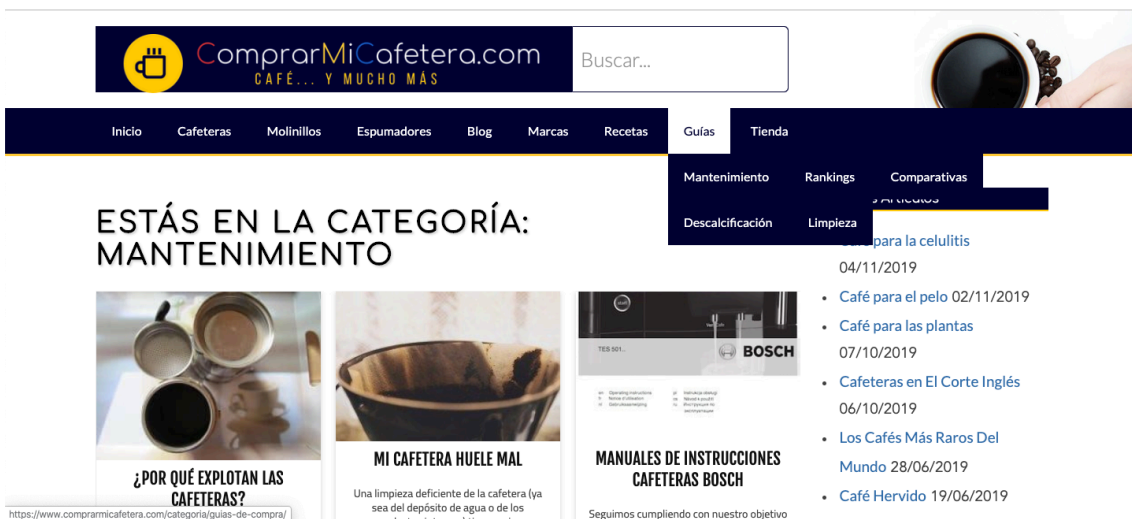 ComprarMiCafetera.com
CAFÉ... Y MUCHO MÁS
Buscar...
Inicio Cafeteras Molinillos Espumadores Blog Marcas Recetas Guías Tienda
Mantenimiento Rankings Comparativas
Descalcificación Limpieza
ESTÁS EN LA CATEGORÍA:
MANTENIMIENTO
para la celulitis
04/11/2019
Café para el pelo 02/11/2019
Café para las plantas
07/10/2019
Cafeteras en El Corte Inglés
06/10/2019
Los Cafés Más Raros Del
Mundo 28/06/2019
Café Hervido 19/06/2019
TES 501..
BOSCH
¿POR QUÉ EXPLOTAN LAS
CAFETERAS?
MI CAFETERA HUELE MAL
Una limpieza deficiente de la cafetera (ya
sea del depósito de agua o de los
MANUALES DE INSTRUCCIONES
CAFETERAS BOSCH
Seguimos cumpliendo con nuestro objetivo
https://www.comprarmicafetera.com/categoria/guias-de-compra/